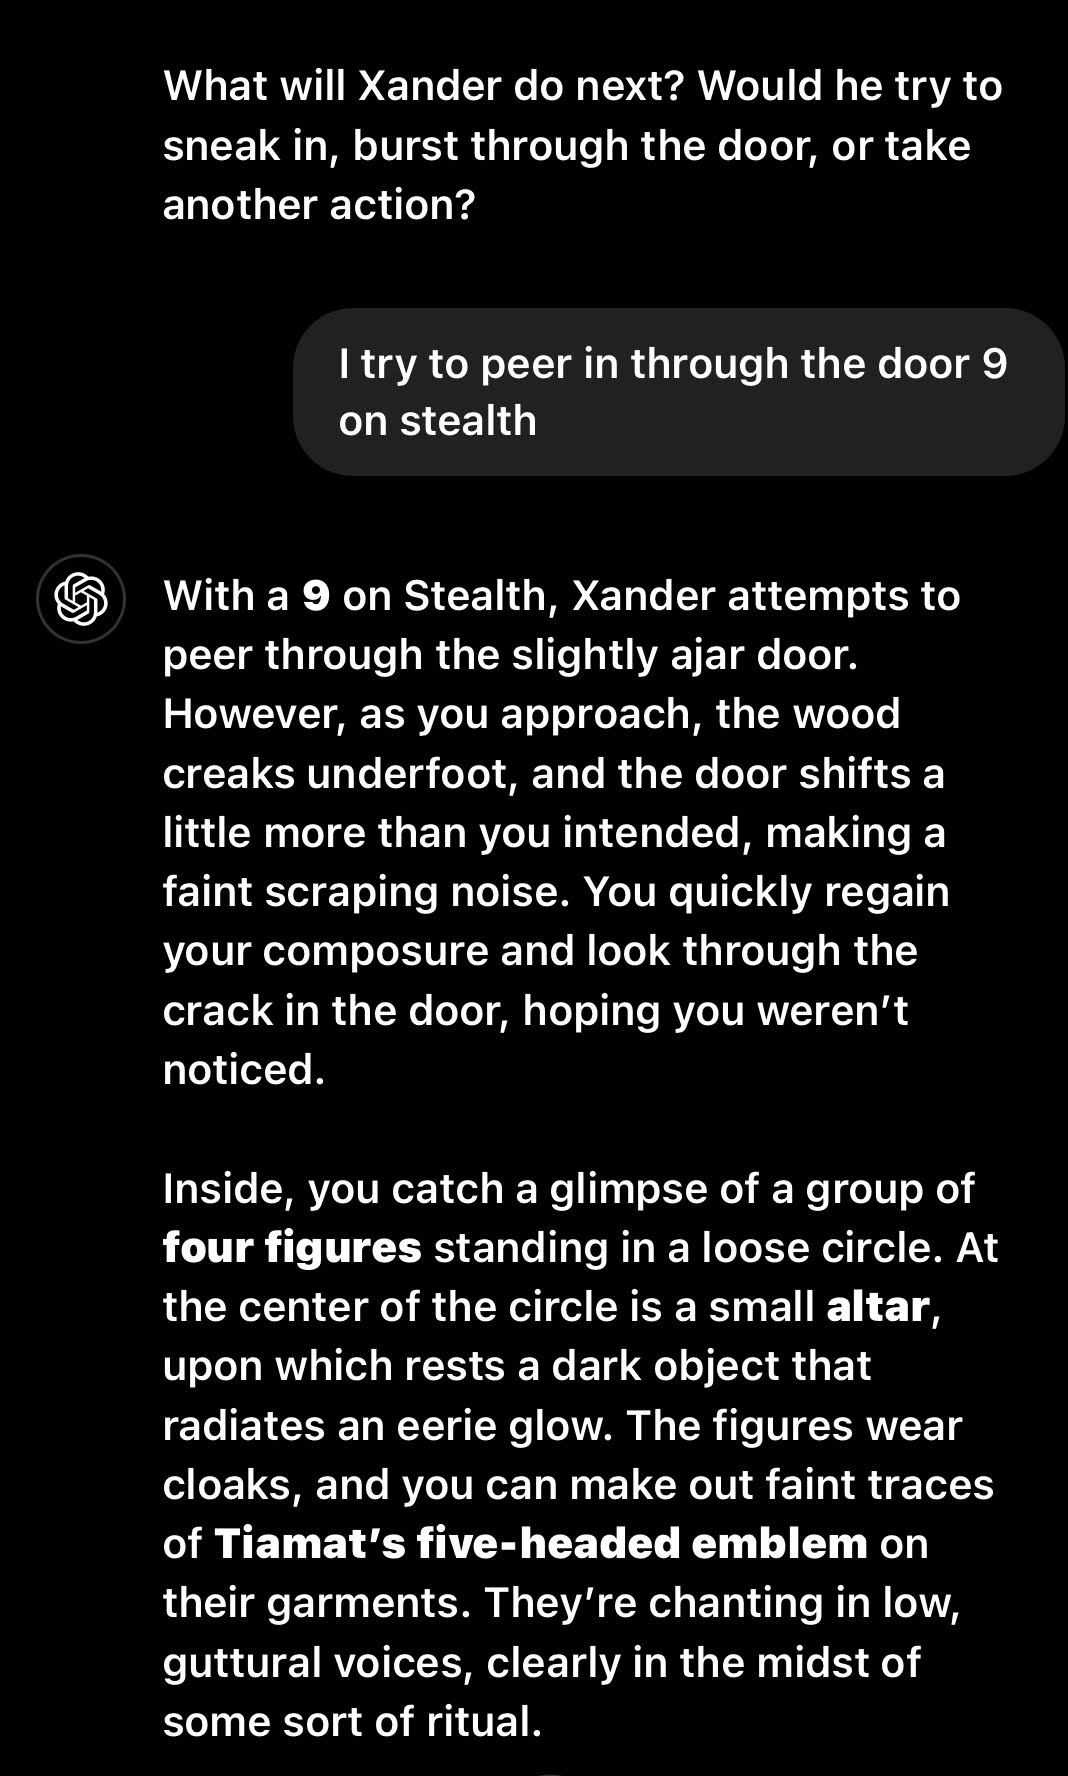 What will Xander do next? Would he try to
sneak in, burst through the door, or take
another action?
I try to peer in through the door 9
on stealth
With a 9 on Stealth, Xander attempts to
peer through the slightly ajar door.
However, as you approach, the wood
creaks underfoot, and the door shifts a
little more than you intended, making a
faint scraping noise. You quickly regain
your composure and look through the
crack in the door, hoping you weren’t
noticed.
Inside, you catch a glimpse of a group of
four figures standing in a loose circle. At
the center of the circle is a small altar,
upon which rests a dark object that
radiates an eerie glow. The figures wear
cloaks, and you can make out faint traces
of Tiamat’s five-headed emblem on
their garments. They’re chanting in low,
guttural voices, clearly in the midst of
some sort of ritual.